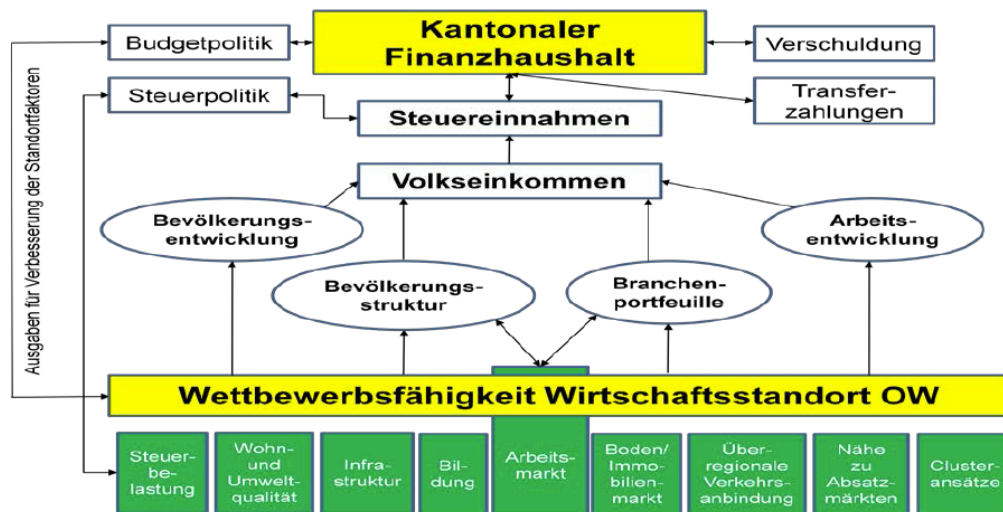 Budgetpolitik
Kantonaler
Finanzhaushalt
Verschuldung
Steuerpolitik
Transfer-
zahlungen
Steuereinnahmen
Volkseinkommen
Ausgaben für Verbesserung der Standortfaktoren
Bevölkerungs-
entwicklung
Arbeits-
entwicklung
Bevölkerungs-
struktur
Branchen-
portfeuille
Wettbewerbsfähigkeit Wirtschaftsstandort OW
Steuer-
be-
lastung
Wohn-
und
Umwelt-
qualität
Infra-
struktur
Bil-
dung
Arbeits-
markt
Boden/
Immo-
bilien-
markt
Über-
regionale
Verkehrs-
anbindung
Nähe
zu
Absatz-
märkten
Cluster-
ansätze